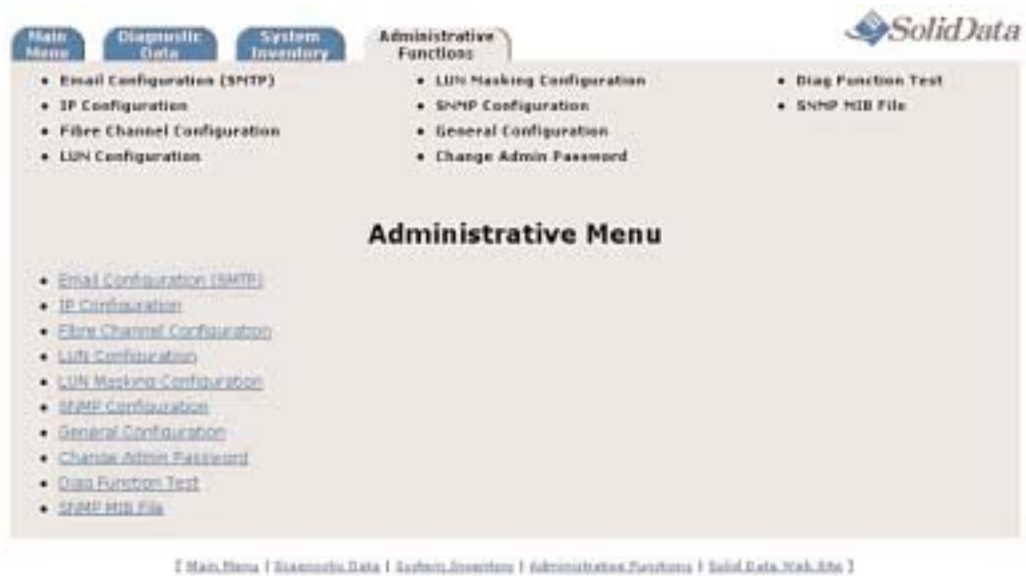 Main Menu
Diagnostic Data
System Inventory
Administrative Functions
SolidData
• Email Configuration (SMTP)
• IP Configuration
• Fibre Channel Configuration
• LUN Configuration
• LUN Masking Configuration
• SNMP Configuration
• General Configuration
• Change Admin Password
• Diag Function Test
• SNMP MIB File
Administrative Menu
• Email Configuration (SMTP)
• IP Configuration
• Fibre Channel Configuration
• LUN Configuration
• LUN Masking Configuration
• SNMP Configuration
• General Configuration
• Change Admin Password
• Diag Function Test
• SNMP MIB File
[ Main Menu | Diagnostic Data | System Inventory | Administrative Functions | Solid Data Web Site ]